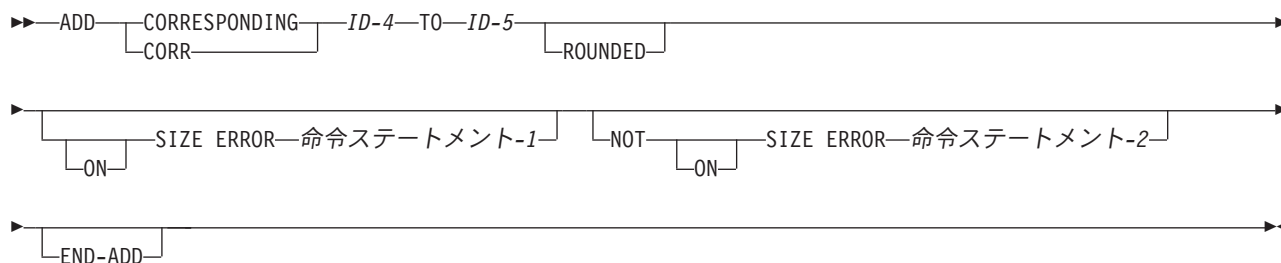 ADD CORRESPONDING ID-4 TO ID-5
CORR ROUNDED
SIZE ERROR 命令ステートメント-1 NOT SIZE ERROR 命令ステートメント-2
ON ON
END-ADD